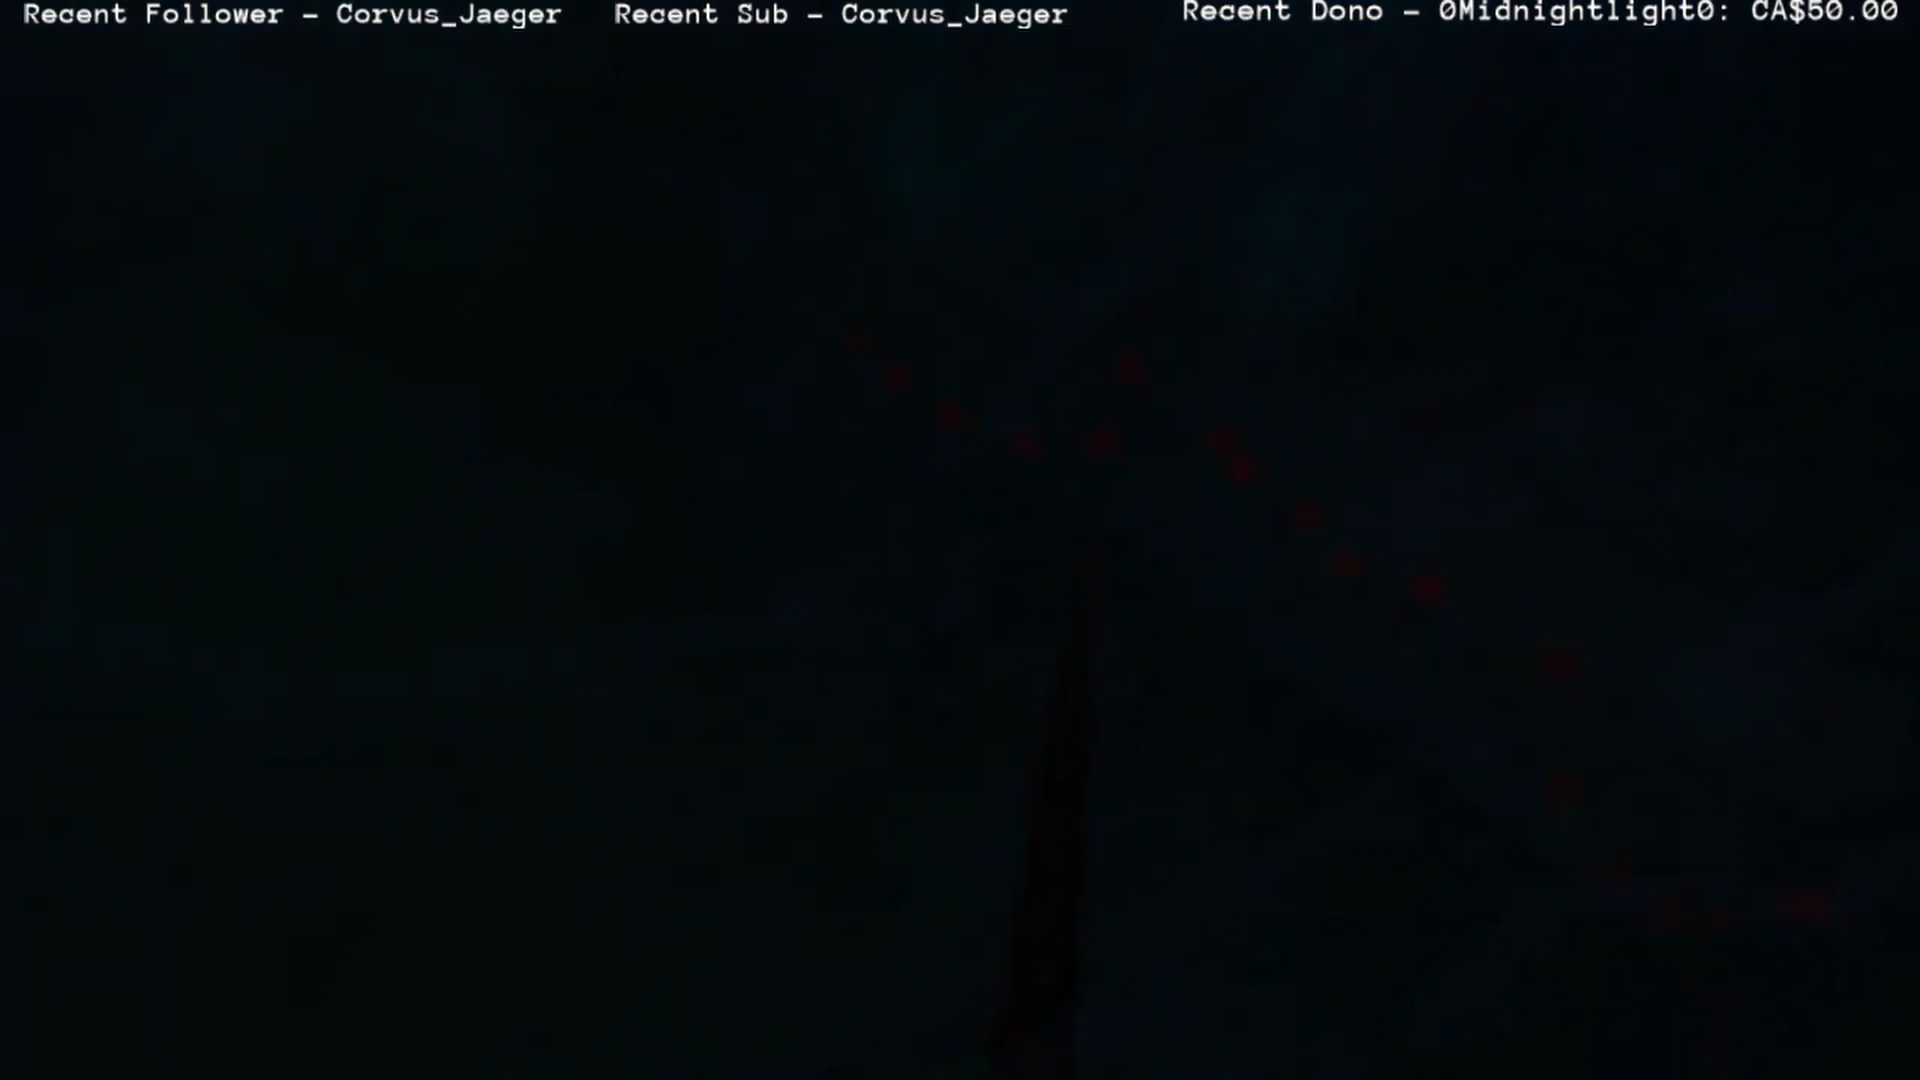 Recent Follower - Corvus_Jaeger Recent Sub - Corvus_Jaeger Recent Dono - 0Midnightlight0: CA$50.00